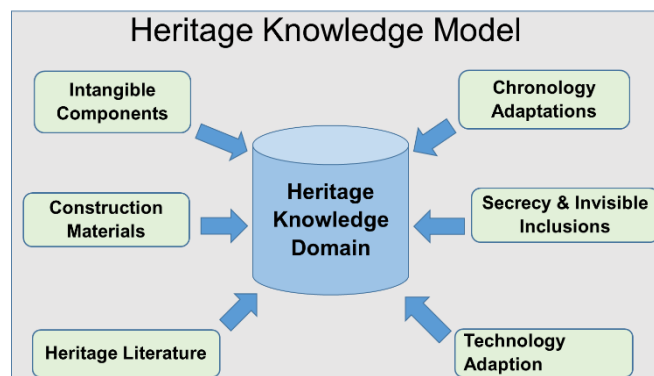 Heritage Knowledge Model
Intangible
Components
Chronology
Adaptations
Heritage
Knowledge
Domain
Construction
Materials
Secrecy & Invisible
Inclusions
Heritage Literature
Technology
Adaption